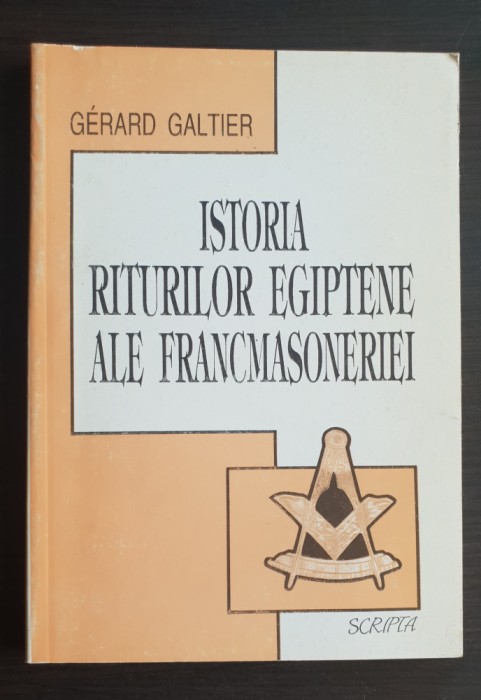 GÉRARD GALTIER
ISTORIA
RITURILOR EGIPTENE
ALE FRANCMASONERIEI
SCRIPTA